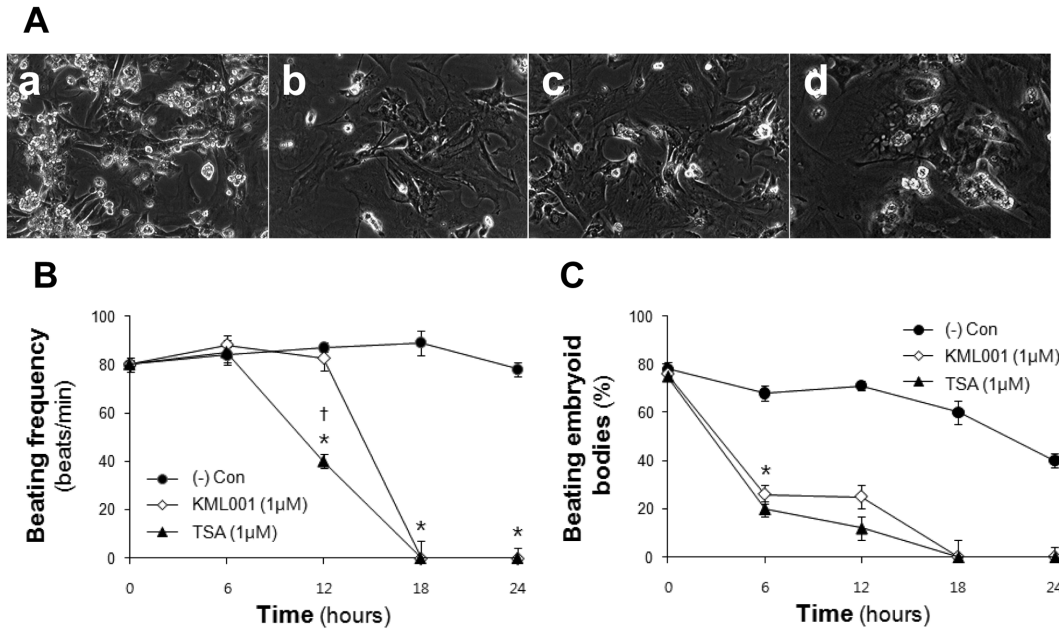 A
a b c d
B
Beating frequency
(beats/min)
100
80
60
40
20
0
†
*
*
*
(-) Con
KML001 (1µM)
TSA (1µM)
0 6 12 18 24
Time (hours)
C
Beating embryoid
bodies (%)
100
80
60
40
20
0
(-) Con
KML001 (1µM)
TSA (1µM)
*
0 6 12 18 24
Time (hours)